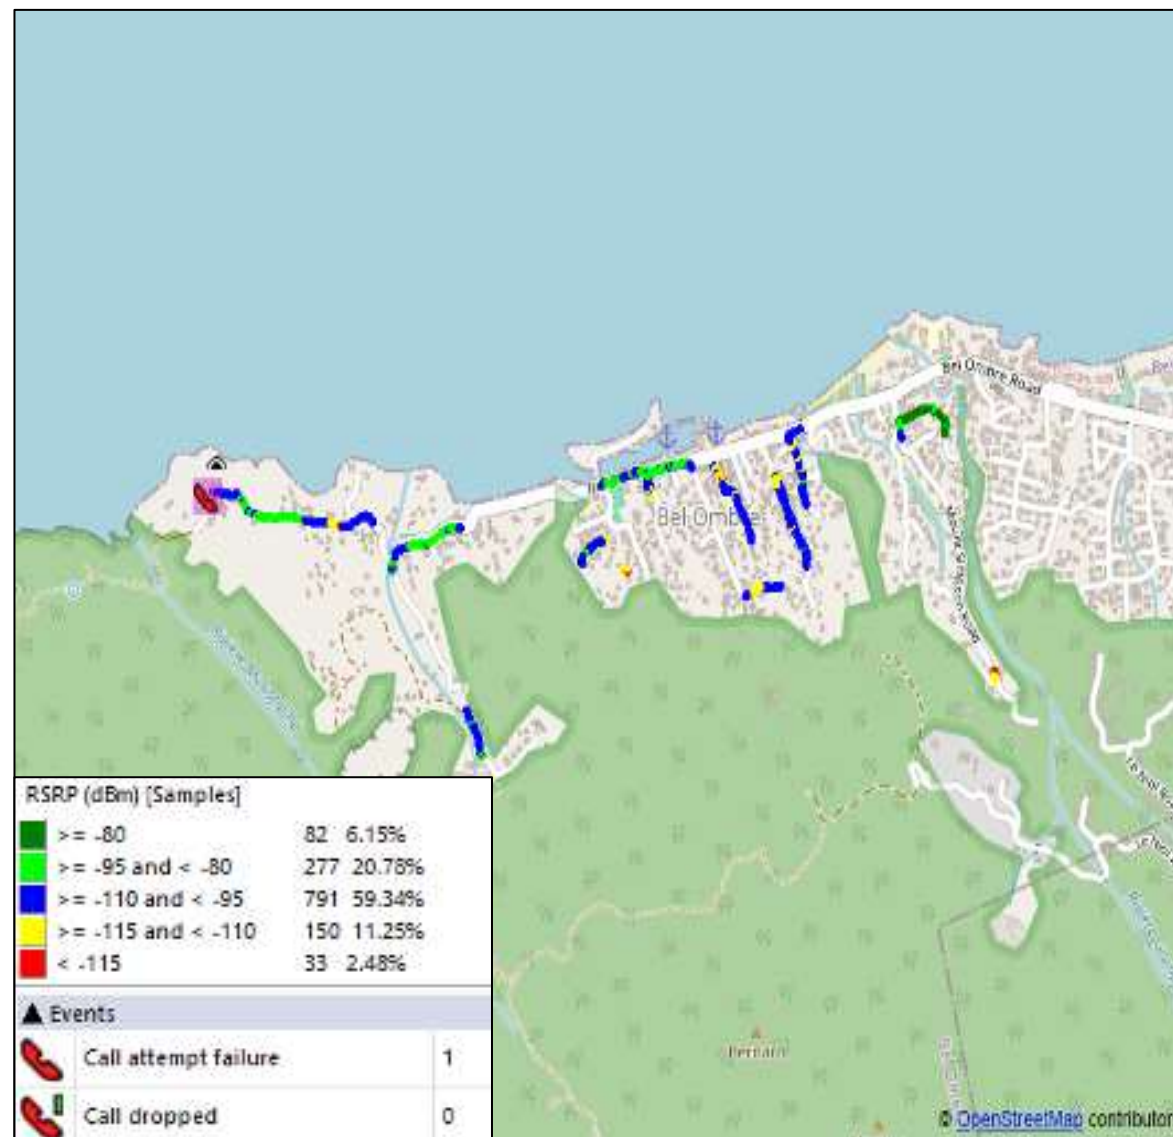 Bel Ombre Road
Bel Ombre
RSRP (dBm) [Samples]
>= -80 82 6.15%
>= -95 and < -80 277 20.78%
>= -110 and < -95 791 59.34%
>= -115 and < -110 150 11.25%
< -115 33 2.48%
Events
Call attempt failure 1
Call dropped 0
© OpenStreetMap contributor